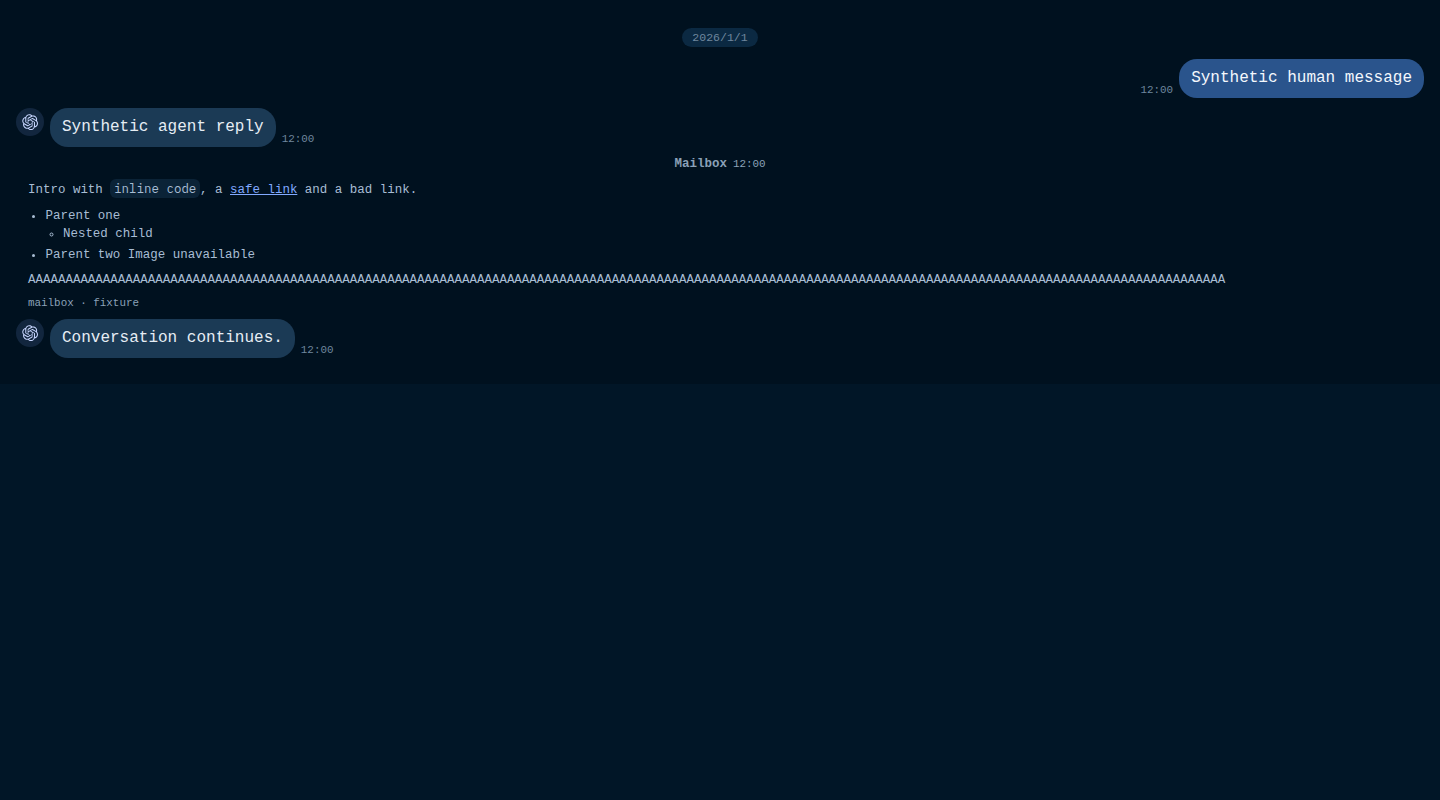 2026/1/1
12:00 Synthetic human message
Synthetic agent reply 12:00
Mailbox 12:00
Intro with inline code, a safe link and a bad link.
• Parent one
◦ Nested child
• Parent two Image unavailable
AAAAAAAAAAAAAAAAAAAAAAAAAAAAAAAAAAAAAAAAAAAAAAAAAAAAAAAAAAAAAAAAAAAAAAAAAAAAAAAAAAAAAAAAAAAAAAAAAAAAAAAAAAAAAAAAAAAAAAAAAAAAAAAAAAAAAAAAAAAAAAAAAAAAAAAAAAAA
mailbox · fixture
Conversation continues. 12:00